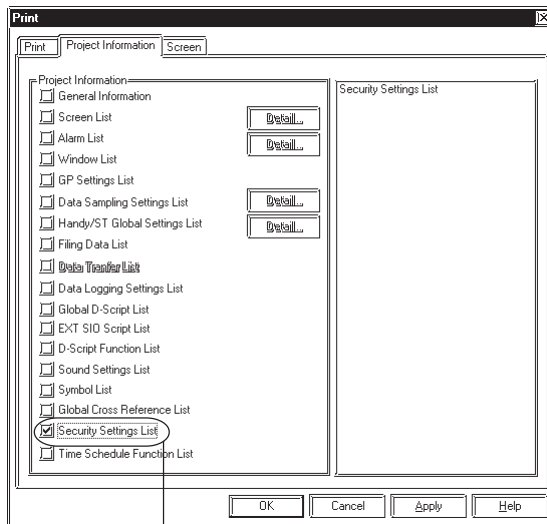 Print
Print Project Information Screen
Project Information
General Information
Screen List Detail...
Alarm List Detail...
Window List
GP Settings List
Data Sampling Settings List Detail...
Handy/ST Global Settings List Detail...
Filing Data List
Data Tranfer List
Data Logging Settings List
Global D-Script List
EXT SIO Script List
D-Script Function List
Sound Settings List
Symbol List
Global Cross Reference List
Security Settings List
Time Schedule Function List
Security Settings List
OK Cancel Apply Help